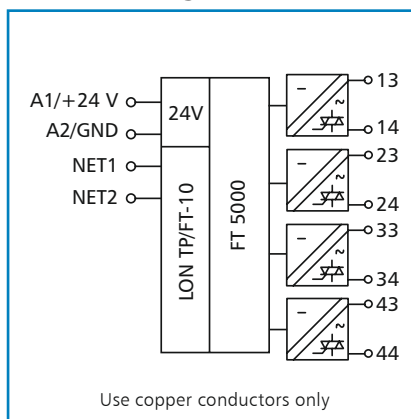 A1/+24 V
A2/GND
NET1
NET2
24V
LON TP/FT-10
FT 5000
– ~
13
14
– ~
23
24
– ~
33
34
– ~
43
44
Use copper conductors only